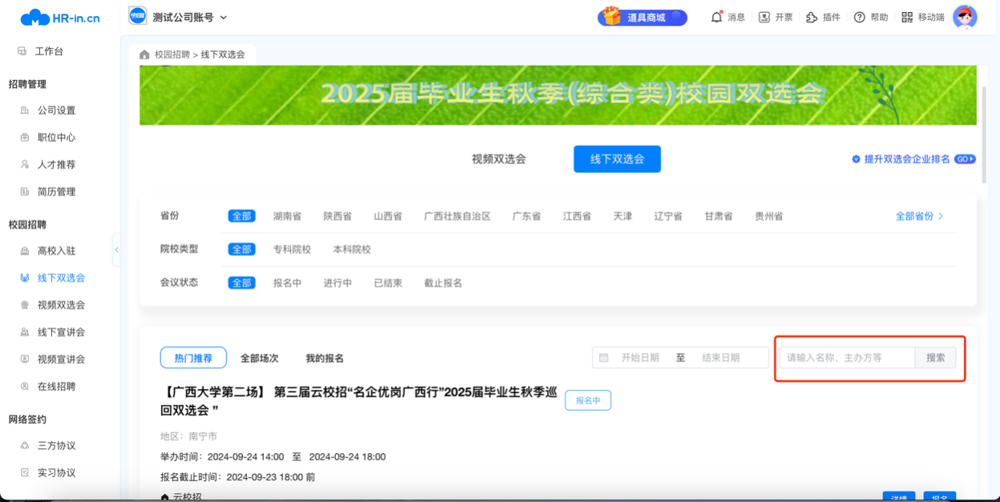 HR-in.cn
测试公司账号
道具商城
消息
开票
插件
帮助
移动端
工作台
招聘管理
公司设置
职位中心
人才推荐
简历管理
校园招聘
高校入驻
线下双选会
视频双选会
线下宣讲会
视频宣讲会
在线招聘
网络签约
三方协议
实习协议
校园招聘 > 线下双选会
2025届毕业生秋季(综合类)校园双选会
视频双选会
线下双选会
提升双选会企业排名 GO
省份 全部 湖南省 陕西省 山西省 广西壮族自治区 广东省 江西省 天津 辽宁省 甘肃省 贵州省 全部省份 >
院校类型 全部 专科院校 本科院校
会议状态 全部 报名中 进行中 已结束 截止报名
热门推荐 全部场次 我的报名 开始日期 至 结束日期 请输入名称、主办方等 搜索
【广西大学第二场】 第三届云校招“名企优岗广西行”2025届毕业生秋季巡
回双选会 ”
报名中
地区：南宁市
举办时间：2024-09-24 14:00 至 2024-09-24 18:00
报名截止时间：2024-09-23 18:00 前
云校招
详情 报名